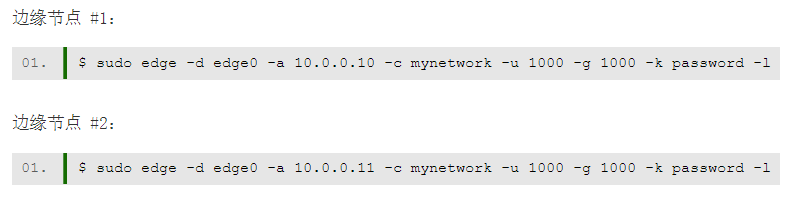 边缘节点 #1:
01. $ sudo edge -d edge0 -a 10.0.0.10 -c mynetwork -u 1000 -g 1000 -k password -l
边缘节点 #2:
01. $ sudo edge -d edge0 -a 10.0.0.11 -c mynetwork -u 1000 -g 1000 -k password -l